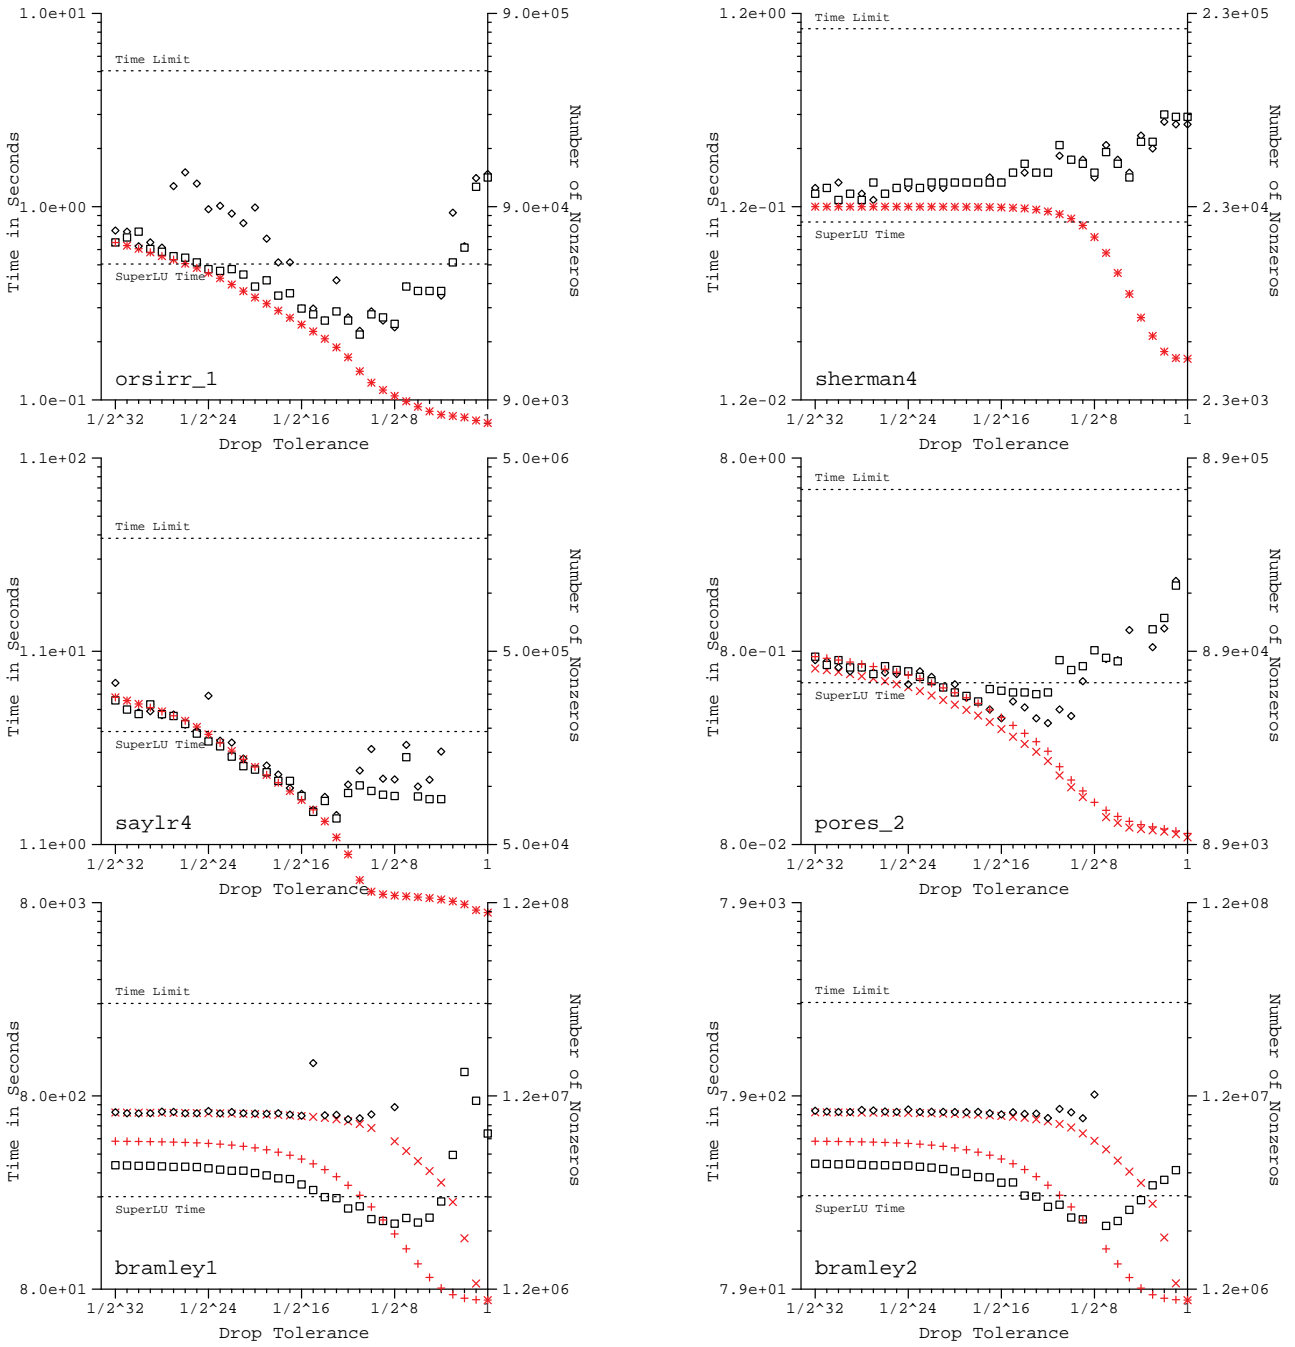 1.0e+01
9.0e+05
Time Limit
Time in Seconds
Number of Nonzeros
1.0e+00
9.0e+04
SuperLU Time
orsirr_1
1.0e-01
9.0e+03
1/2^32
1/2^24
1/2^16
1/2^8
1
Drop Tolerance
1.2e+00
2.3e+05
Time Limit
Time in Seconds
Number of Nonzeros
1.2e-01
2.3e+04
SuperLU Time
sherman4
1.2e-02
2.3e+03
1/2^32
1/2^24
1/2^16
1/2^8
1
Drop Tolerance
1.1e+02
5.0e+06
Time Limit
Time in Seconds
Number of Nonzeros
1.1e+01
5.0e+05
SuperLU Time
saylr4
1.1e+00
5.0e+04
1/2^32
1/2^24
1/2^16
1/2^8
1
Drop Tolerance
8.0e+00
8.9e+05
Time Limit
Time in Seconds
Number of Nonzeros
8.0e-01
8.9e+04
SuperLU Time
pores_2
8.0e-02
8.9e+03
1/2^32
1/2^24
1/2^16
1/2^8
1
Drop Tolerance
8.0e+03
1.2e+08
Time Limit
Time in Seconds
Number of Nonzeros
8.0e+02
1.2e+07
SuperLU Time
bramley1
8.0e+01
1.2e+06
1/2^32
1/2^24
1/2^16
1/2^8
1
Drop Tolerance
7.9e+03
1.2e+08
Time Limit
Time in Seconds
Number of Nonzeros
7.9e+02
1.2e+07
SuperLU Time
bramley2
7.9e+01
1.2e+06
1/2^32
1/2^24
1/2^16
1/2^8
1
Drop Tolerance